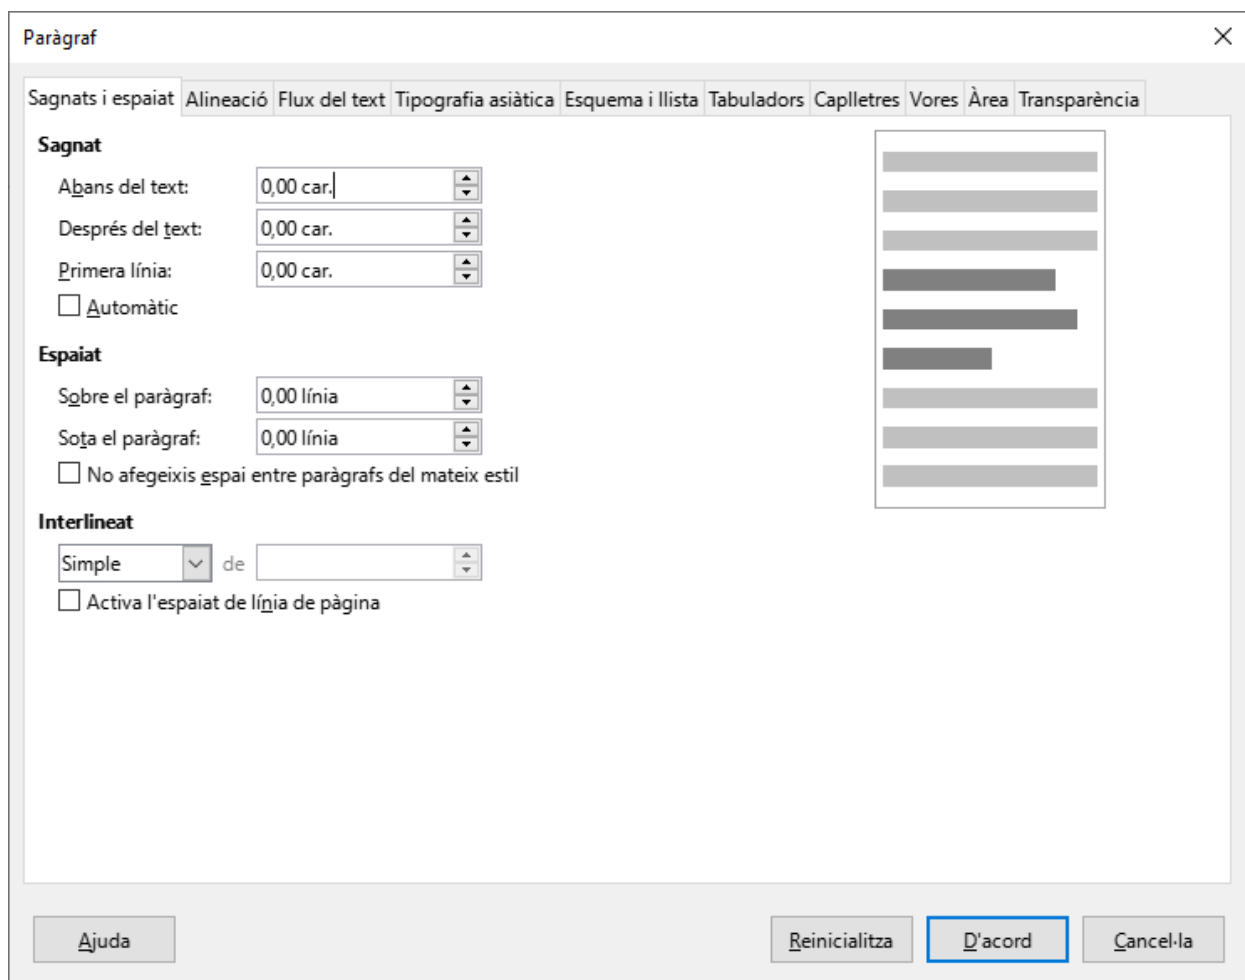 Paràgraf
Sagnats i espaiat Alineació Flux del text Tipografia asiàtica Esquema i llista Tabuladors Caplletres Vores Àrea Transparència
Sagnat
Abans del text: 0,00 car.
Després del text: 0,00 car.
Primera línia: 0,00 car.
Automàtic
Espaiat
Sobre el paràgraf: 0,00 línia
Sota el paràgraf: 0,00 línia
No afegeixis espai entre paràgrafs del mateix estil
Interlineat
Simple de
Activa l'espaiat de línia de pàgina
Ajuda Reinicialitza D'acord Cancel·la